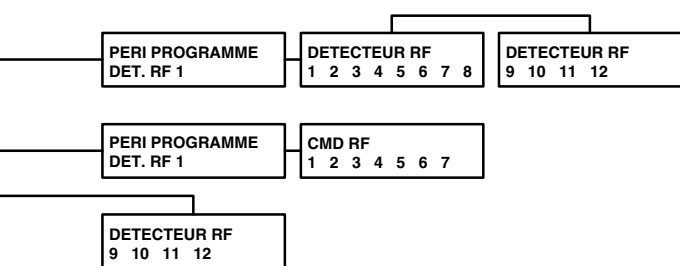 PERI PROGRAMME
DET. RF 1
DETECTEUR RF
1 2 3 4 5 6 7 8
DETECTEUR RF
9 10 11 12
PERI PROGRAMME
DET. RF 1
CMD RF
1 2 3 4 5 6 7
DETECTEUR RF
9 10 11 12